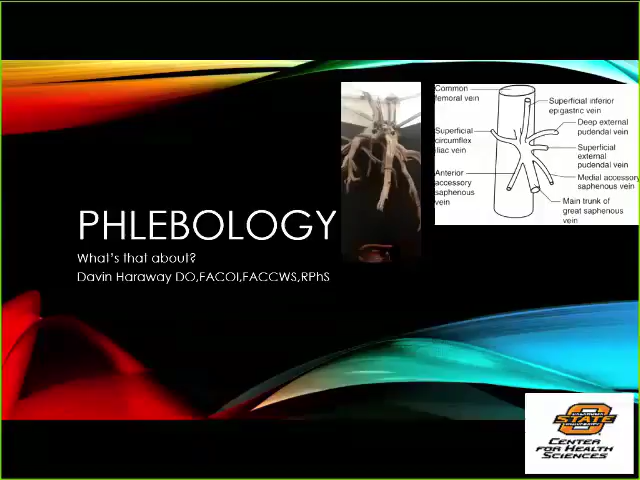 PHLEBOLOGY
What's that about?
Davin Haraway DO,FACOI,FACCWS,RPhS
Common
femoral vein
Superficial
circumflex
iliac vein
Anterior
accessory
saphenous
vein
Superficial inferior
epigastric vein
Deep external
pudendal vein
Superficial
external
pudendal vein
Medial accessory
saphenous vein
Main trunk of
great saphenous
vein
STATE
CENTER
FOR HEALTH
SCIENCES